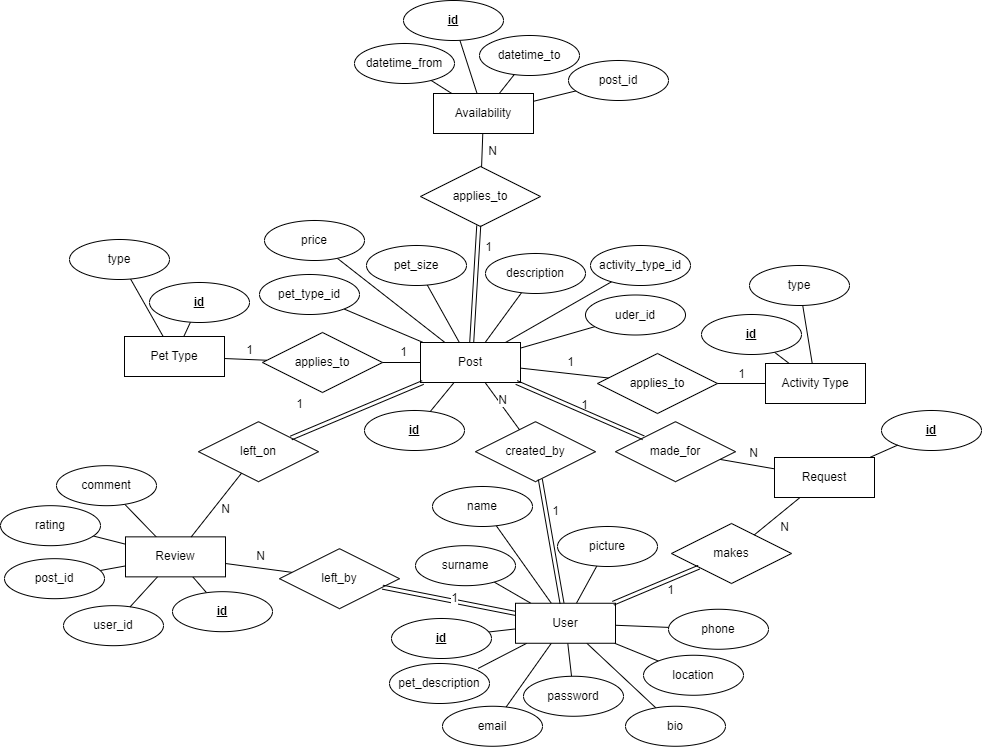 id
datetime_from
datetime_to
post_id
Availability
N
applies_to
1
price
pet_size
description
activity_type_id
pet_type_id
uder_id
type
id
Pet Type
1
applies_to
1
Post
1
applies_to
1
type
id
Activity Type
1
id
N
1
left_on
created_by
made_for
N
id
Request
N
makes
1
comment
rating
post_id
user_id
id
Review
N
N
left_by
1
1
name
surname
picture
id
User
phone
pet_description
location
password
email
bio